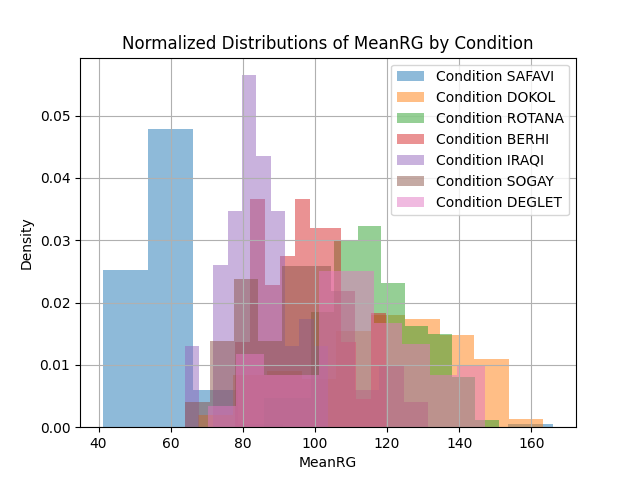 Normalized Distributions of MeanRG by Condition
Condition SAFAVI
Condition DOKOL
Condition ROTANA
Condition BERHI
Condition IRAQI
Condition SOGAY
Condition DEGLET
Density
0.05
0.04
0.03
0.02
0.01
0.00
40 60 80 100 120 140 160
MeanRG